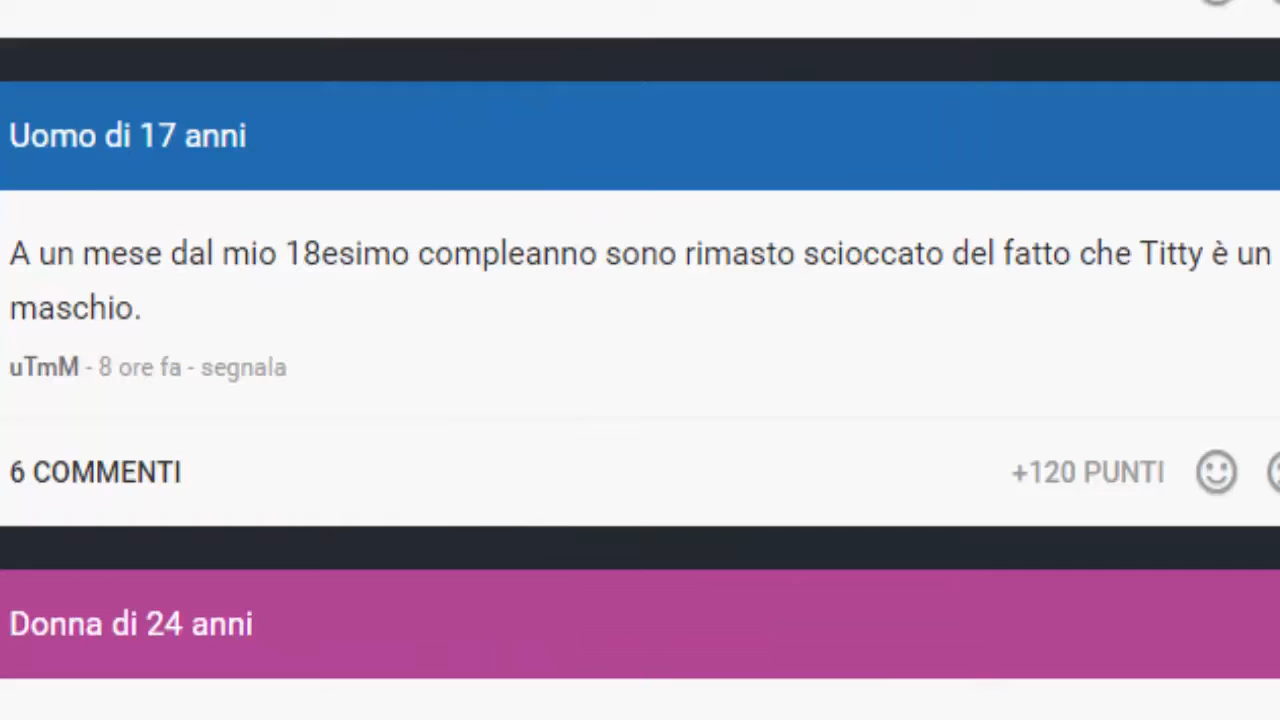 Uomo di 17 anni
A un mese dal mio 18esimo compleanno sono rimasto scioccato del fatto che Titty è un
maschio.
uTmM - 8 ore fa - segnala
6 COMMENTI
+120 PUNTI
Donna di 24 anni